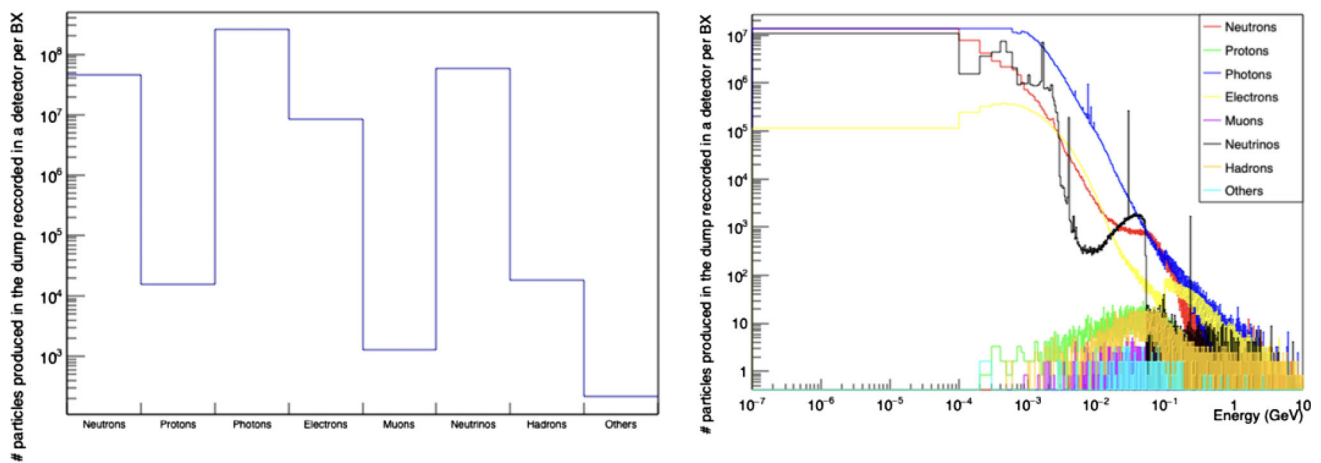 # particles produced in the dump reccorded in a detector per BX
10⁸
10⁷
10⁶
10⁵
10⁴
10³
Neutrons Protons Photons Electrons Muons Neutrinos Hadrons Others
# particles produced in the dump recorded in a detector per BX
10⁷
10⁶
10⁵
10⁴
10³
10²
10
1
10⁻⁷ 10⁻⁶ 10⁻⁵ 10⁻⁴ 10⁻³ 10⁻² 10⁻¹ 1 10
Energy (GeV)
Neutrons
Protons
Photons
Electrons
Muons
Neutrinos
Hadrons
Others